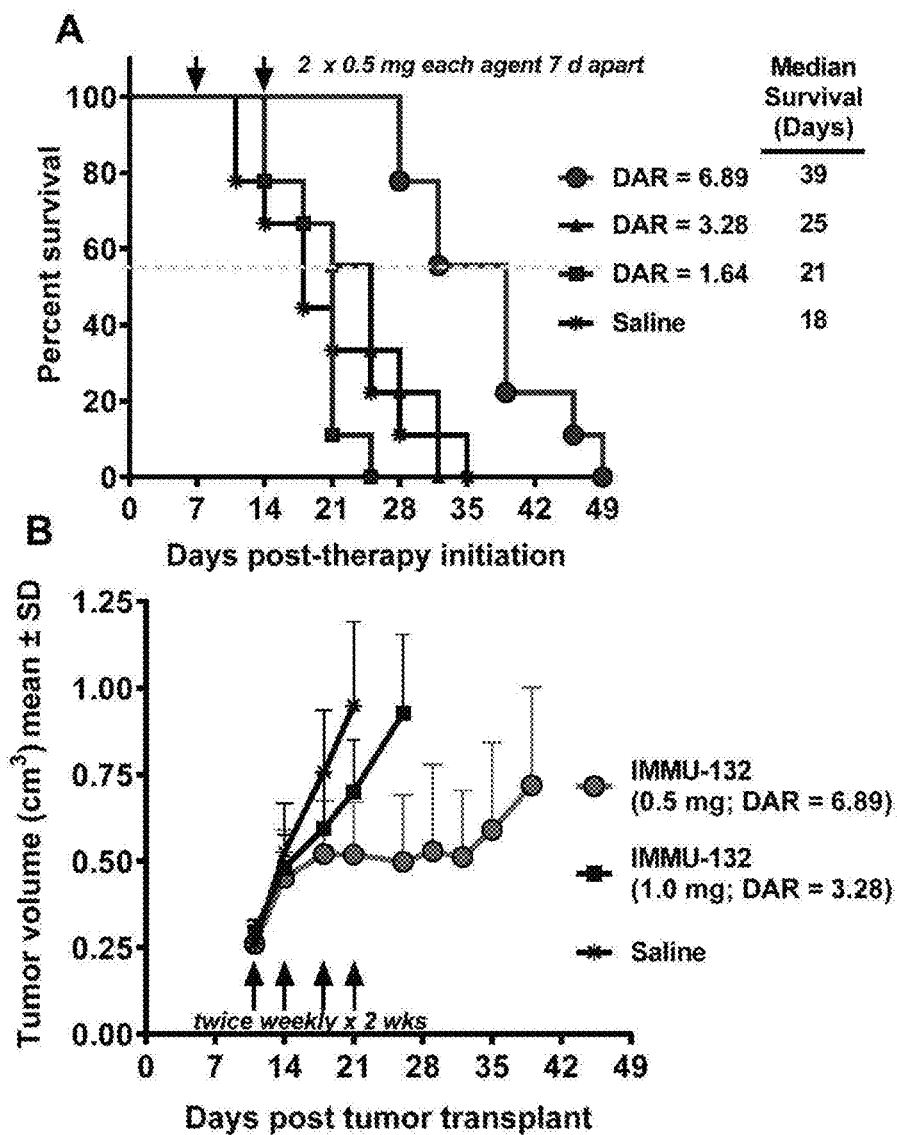 A
2 x 0.5 mg each agent 7 d apart
Median
Survival
(Days)
100
80
60
40
20
0
Percent survival
DAR = 6.89 39
DAR = 3.28 25
DAR = 1.64 21
Saline 18
0 7 14 21 28 35 42 49
Days post-therapy initiation
B
1.25
1.00
0.75
0.50
0.25
0.00
Tumor volume (cm³) mean ± SD
IMMU-132
(0.5 mg; DAR = 6.89)
IMMU-132
(1.0 mg; DAR = 3.28)
Saline
twice weekly x 2 wks
0 7 14 21 28 35 42 49
Days post tumor transplant